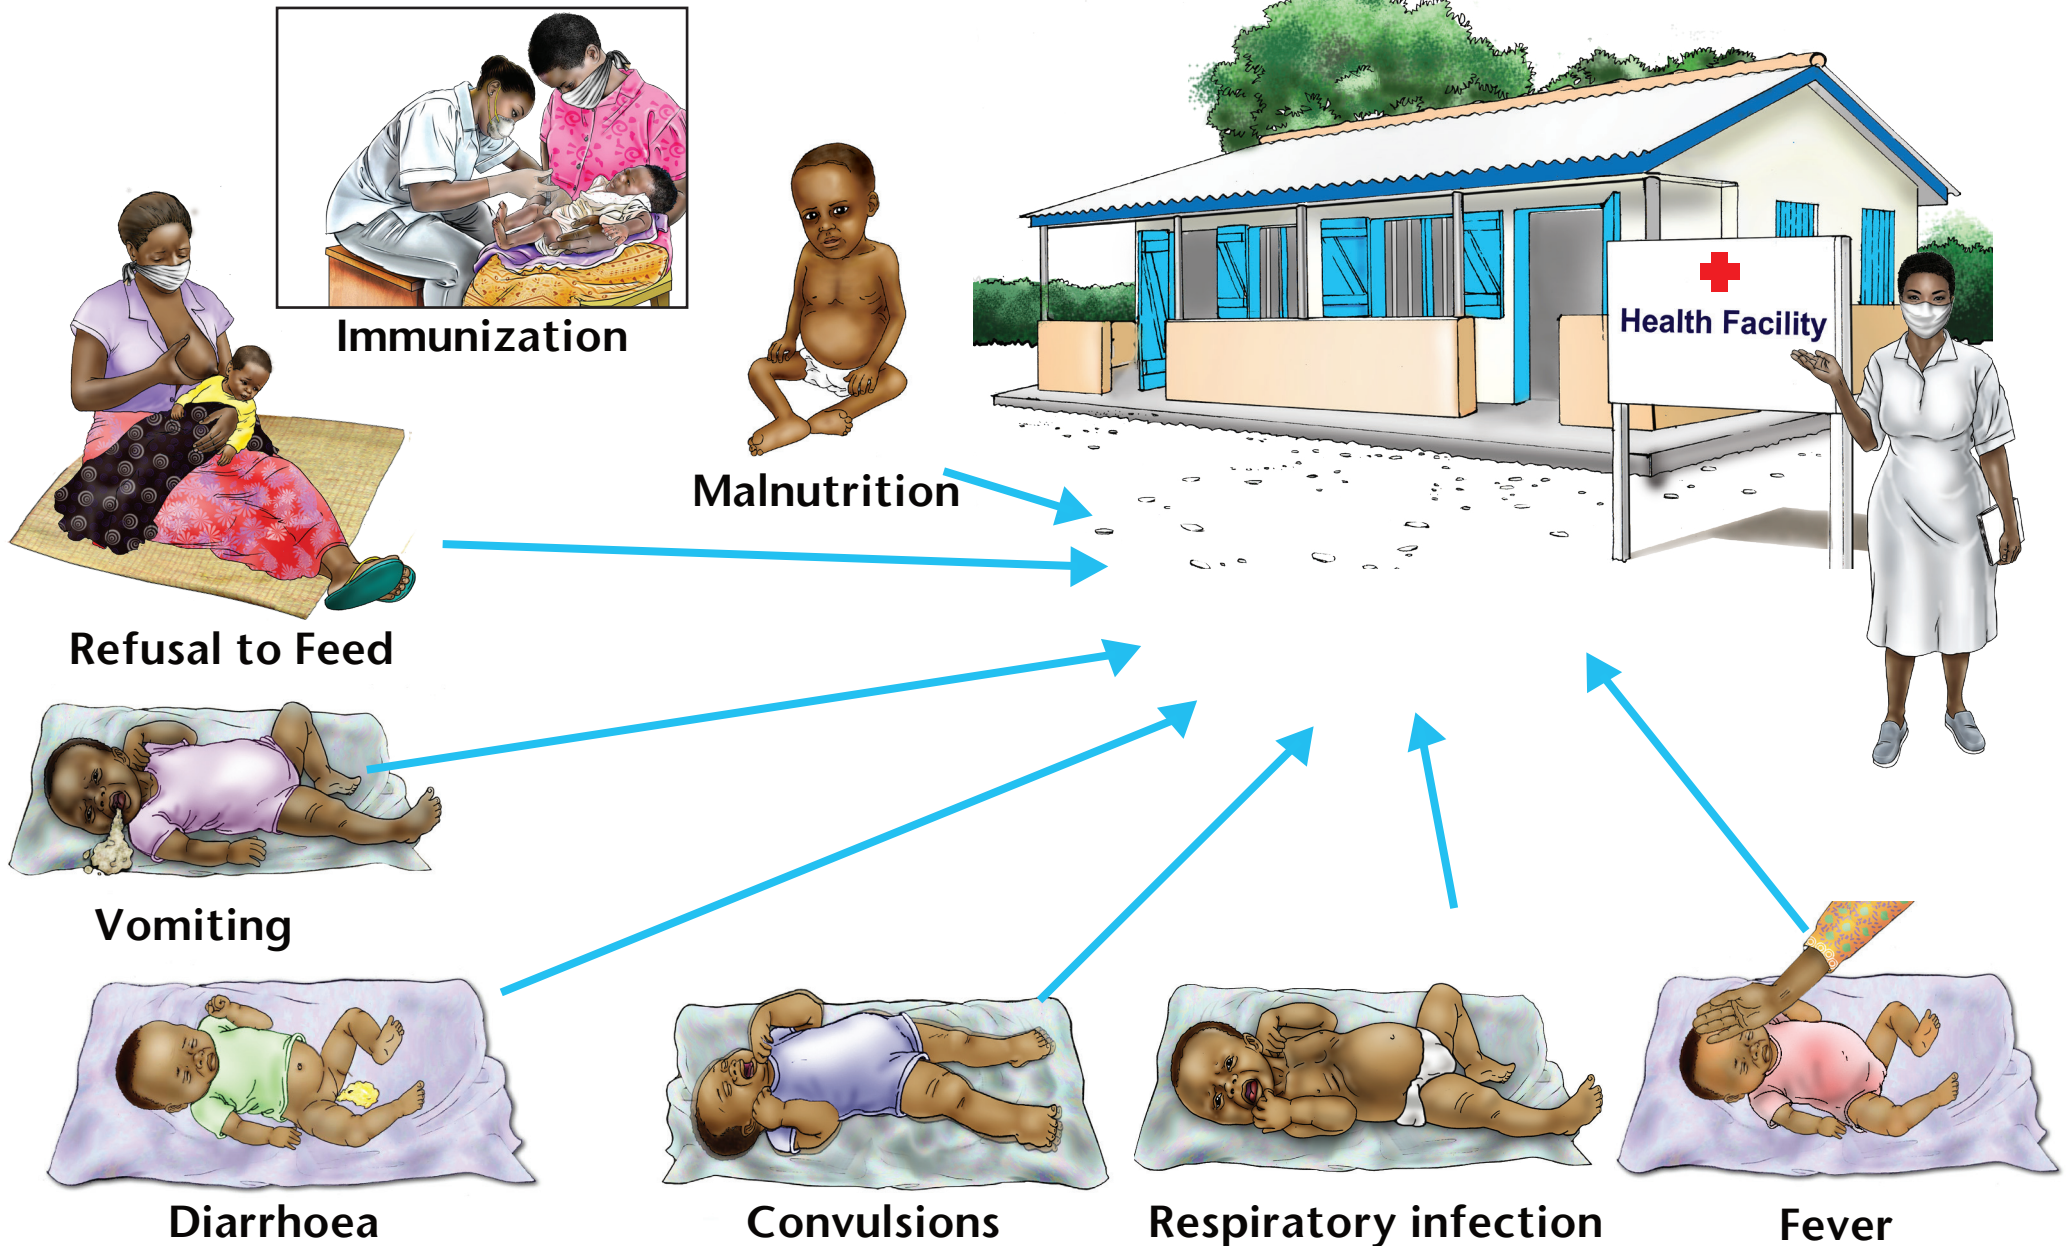 Immunization
Health Facility
Malnutrition
Refusal to Feed
Vomiting
Diarrhoea
Convulsions
Respiratory infection
Fever